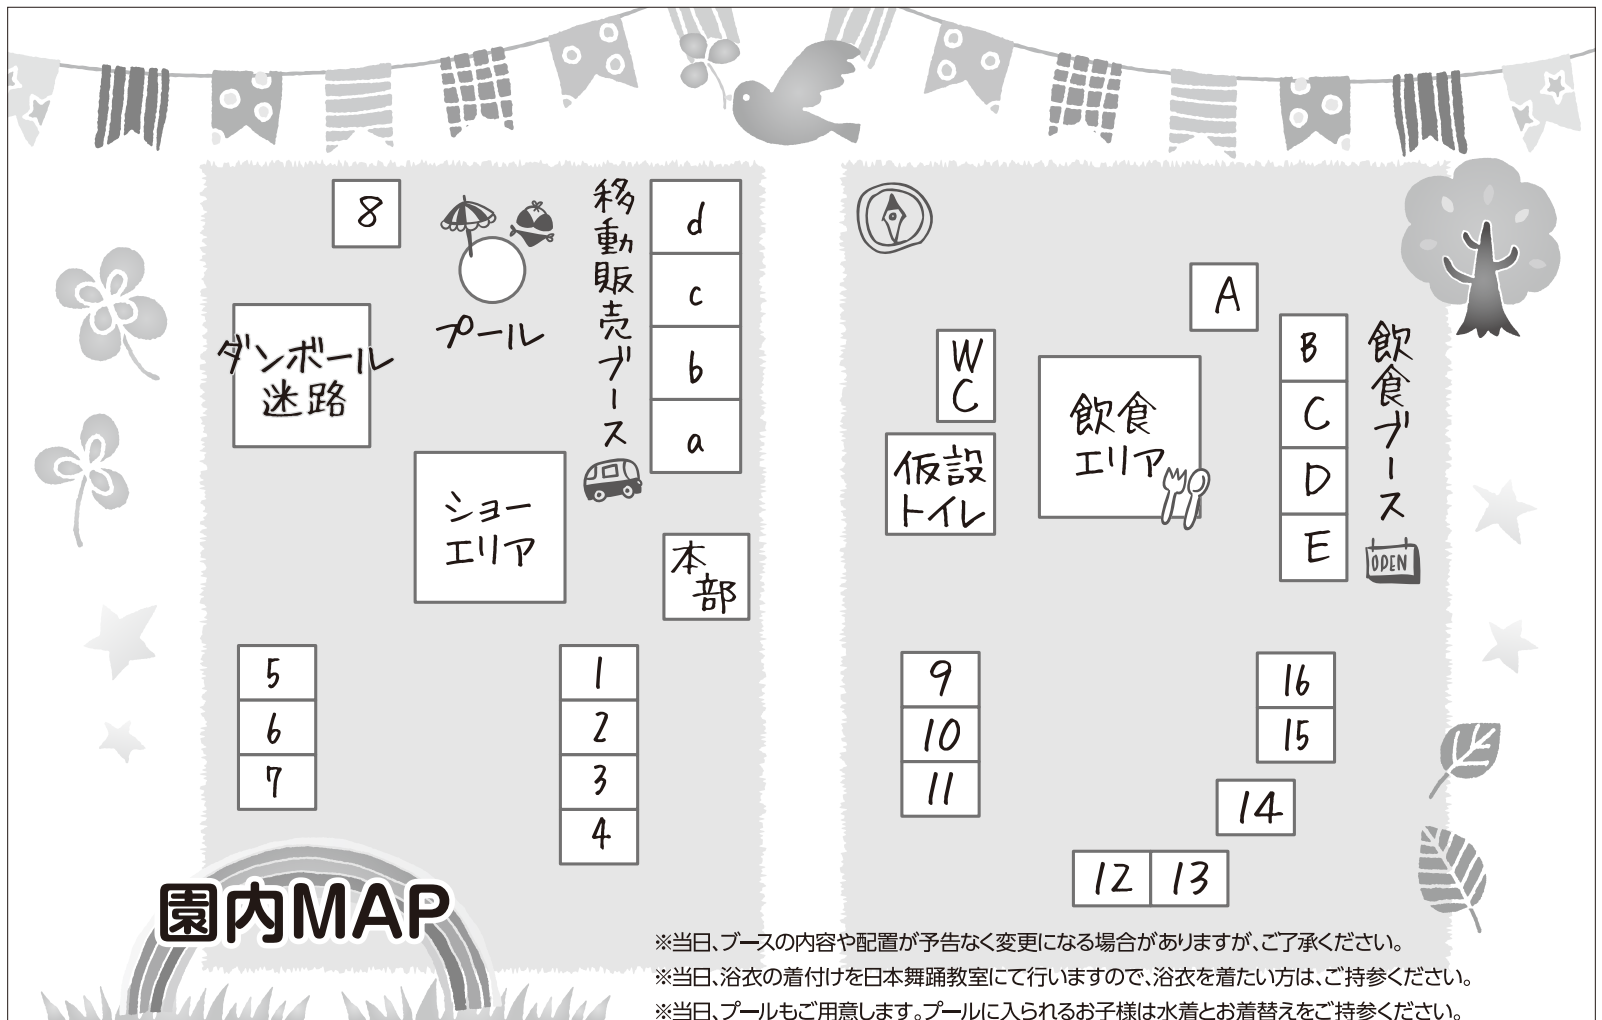 8
プール
移動販売ブース
d
c
b
a
ダンボール
迷路
ショー
エリア
本部
5
6
7
1
2
3
4
A
WC
仮設
トイレ
飲食
エリア
B
C
D
E
飲食ブース
OPEN
9
10
11
16
15
14
12
13
園内MAP
※当日、ブースの内容や配置が予告なく変更になる場合がありますが、ご了承ください。
※当日、浴衣の着付けを日本舞踊教室にて行いますので、浴衣を着たい方は、ご持参ください。
※当日、プールもご用意します。プールに入られるお子様は水着とお着替えをご持参ください。